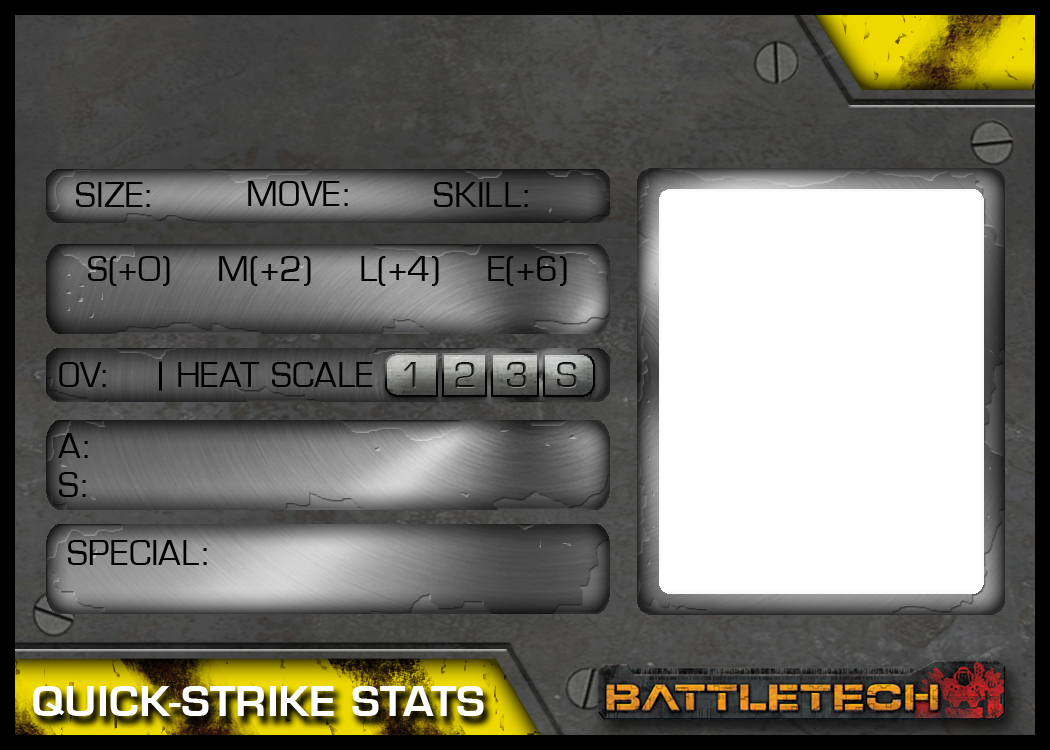 SIZE: MOVE: SKILL:
S(+0) M(+2) L(+4) E(+6)
OV: | HEAT SCALE 1 2 3 S
A:
S:
SPECIAL:
QUICK-STRIKE STATS
BATTLETECH